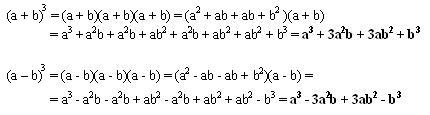 (a + b)³ = (a + b)(a + b)(a + b) = (a² + ab + ab + b² )(a + b)
= a³ + a²b + a²b + ab² + a²b + ab² + ab² + b³ = a³ + 3a²b + 3ab² + b³
(a – b)³ = (a - b)(a - b)(a - b) = (a² - ab - ab + b²)(a - b) =
= a³ - a²b - a²b + ab² - a²b + ab² + ab² - b³ = a³ - 3a²b + 3ab² - b³